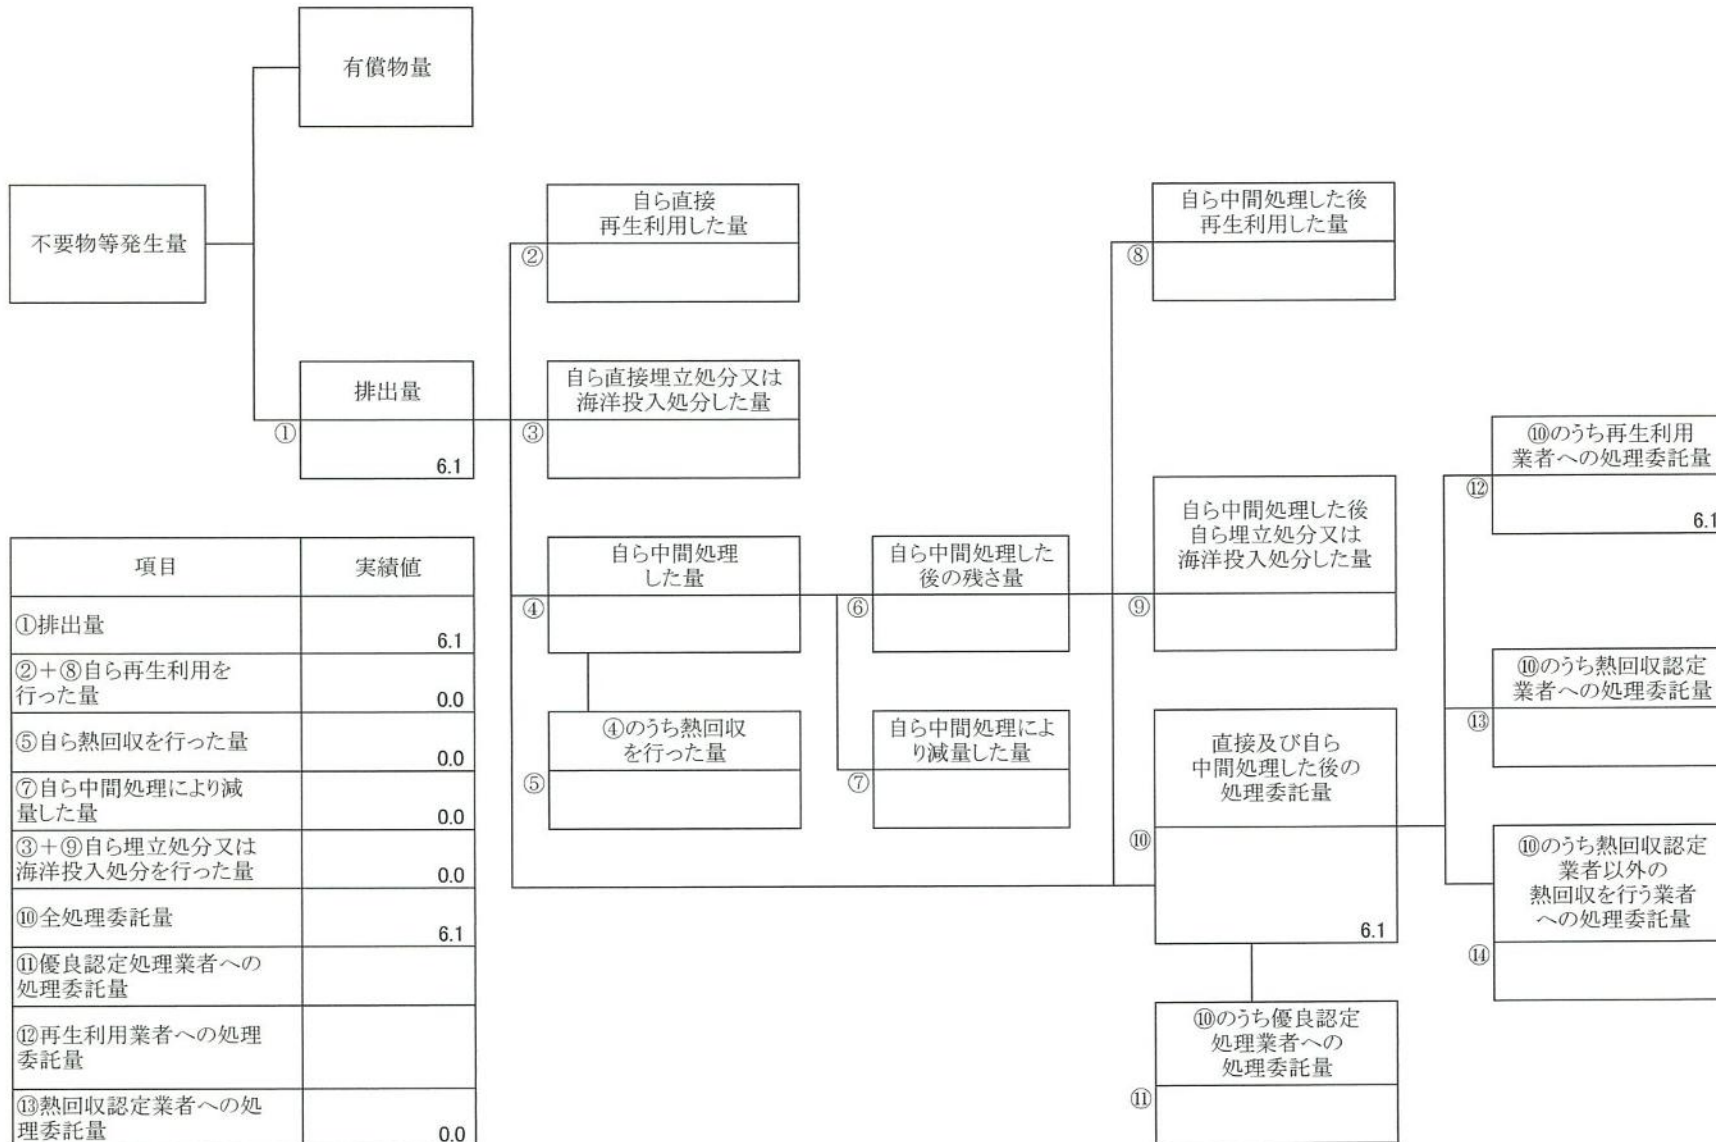 有償物量
不要物等発生量
排出量
①
6.1
自ら直接
再生利用した量
②
自ら直接埋立処分又は
海洋投入処分した量
③
自ら中間処理
した量
④
④のうち熱回収
を行った量
⑤
自ら中間処理した
後の残さ量
⑥
自ら中間処理によ
り減量した量
⑦
自ら中間処理した後
再生利用した量
⑧
自ら中間処理した後
自ら埋立処分又は
海洋投入処分した量
⑨
直接及び自ら
中間処理した後の
処理委託量
⑩
6.1
⑩のうち優良認定
処理業者への
処理委託量
⑪
⑩のうち再生利用
業者への処理委託量
⑫
6.1
⑩のうち熱回収認定
業者への処理委託量
⑬
⑩のうち熱回収認定
業者以外の
熱回収を行う業者
への処理委託量
⑭
項目 実績値
①排出量 6.1
②+⑧自ら再生利用を
行った量 0.0
⑤自ら熱回収を行った量 0.0
⑦自ら中間処理により減
量した量 0.0
③+⑨自ら埋立処分又は
海洋投入処分を行った量 0.0
⑩全処理委託量 6.1
⑪優良認定処理業者への
処理委託量
⑫再生利用業者への処理
委託量
⑬熱回収認定業者への処
理委託量 0.0